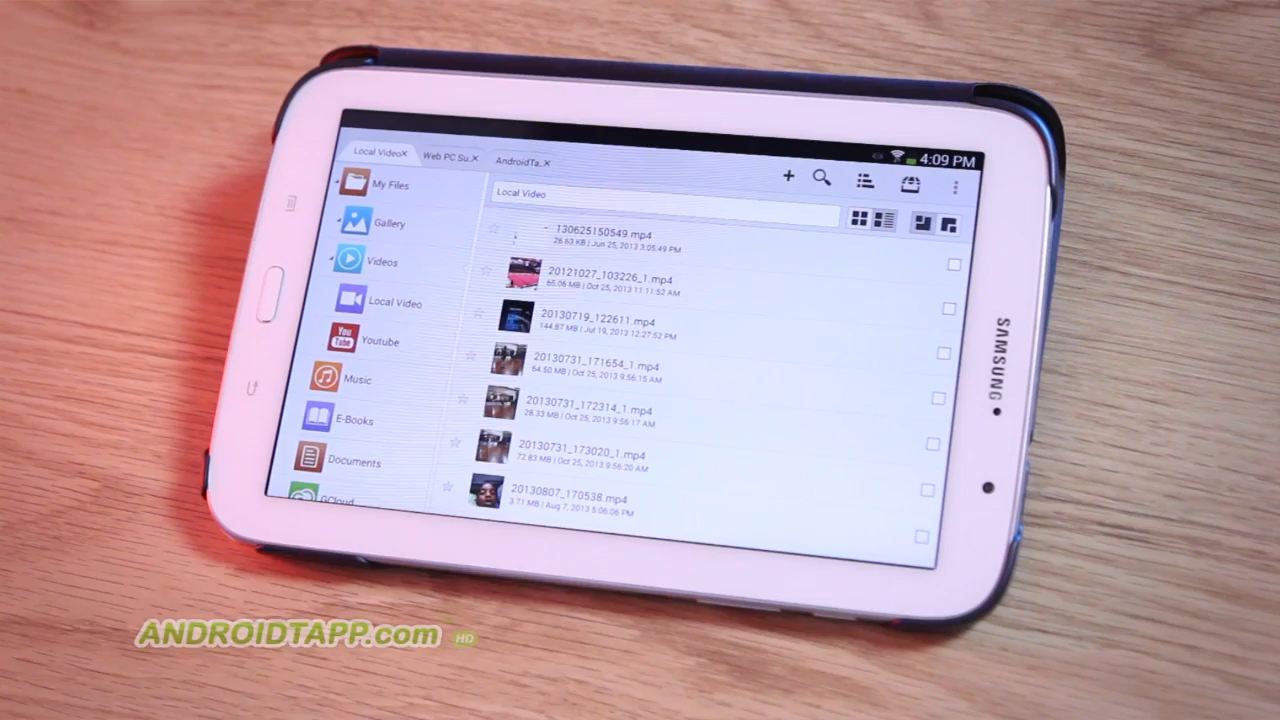 4:09 PM
Local Video
Web PC Su..
AndroidTa..
Local Video
My Files
Gallery
Videos
Local Video
You
Tube
Youtube
Music
E-Books
Documents
GCloud
130625150549.mp4
26.63 KB | Jun 25, 2013 3:05:49 PM
20121027_103226_1.mp4
65.06 MB | Oct 25, 2013 11:11:52 AM
20130719_122611.mp4
144.87 MB | Jul 19, 2013 12:27:52 PM
20130731_171654_1.mp4
64.50 MB | Oct 25, 2013 9:56:15 AM
20130731_172314_1.mp4
28.33 MB | Oct 25, 2013 9:56:17 AM
20130731_173020_1.mp4
72.83 MB | Oct 25, 2013 9:56:20 AM
20130807_170538.mp4
3.71 MB | Aug 7, 2013 5:06:06 PM
SAMSUNG
ANDROIDTAPP.com HD